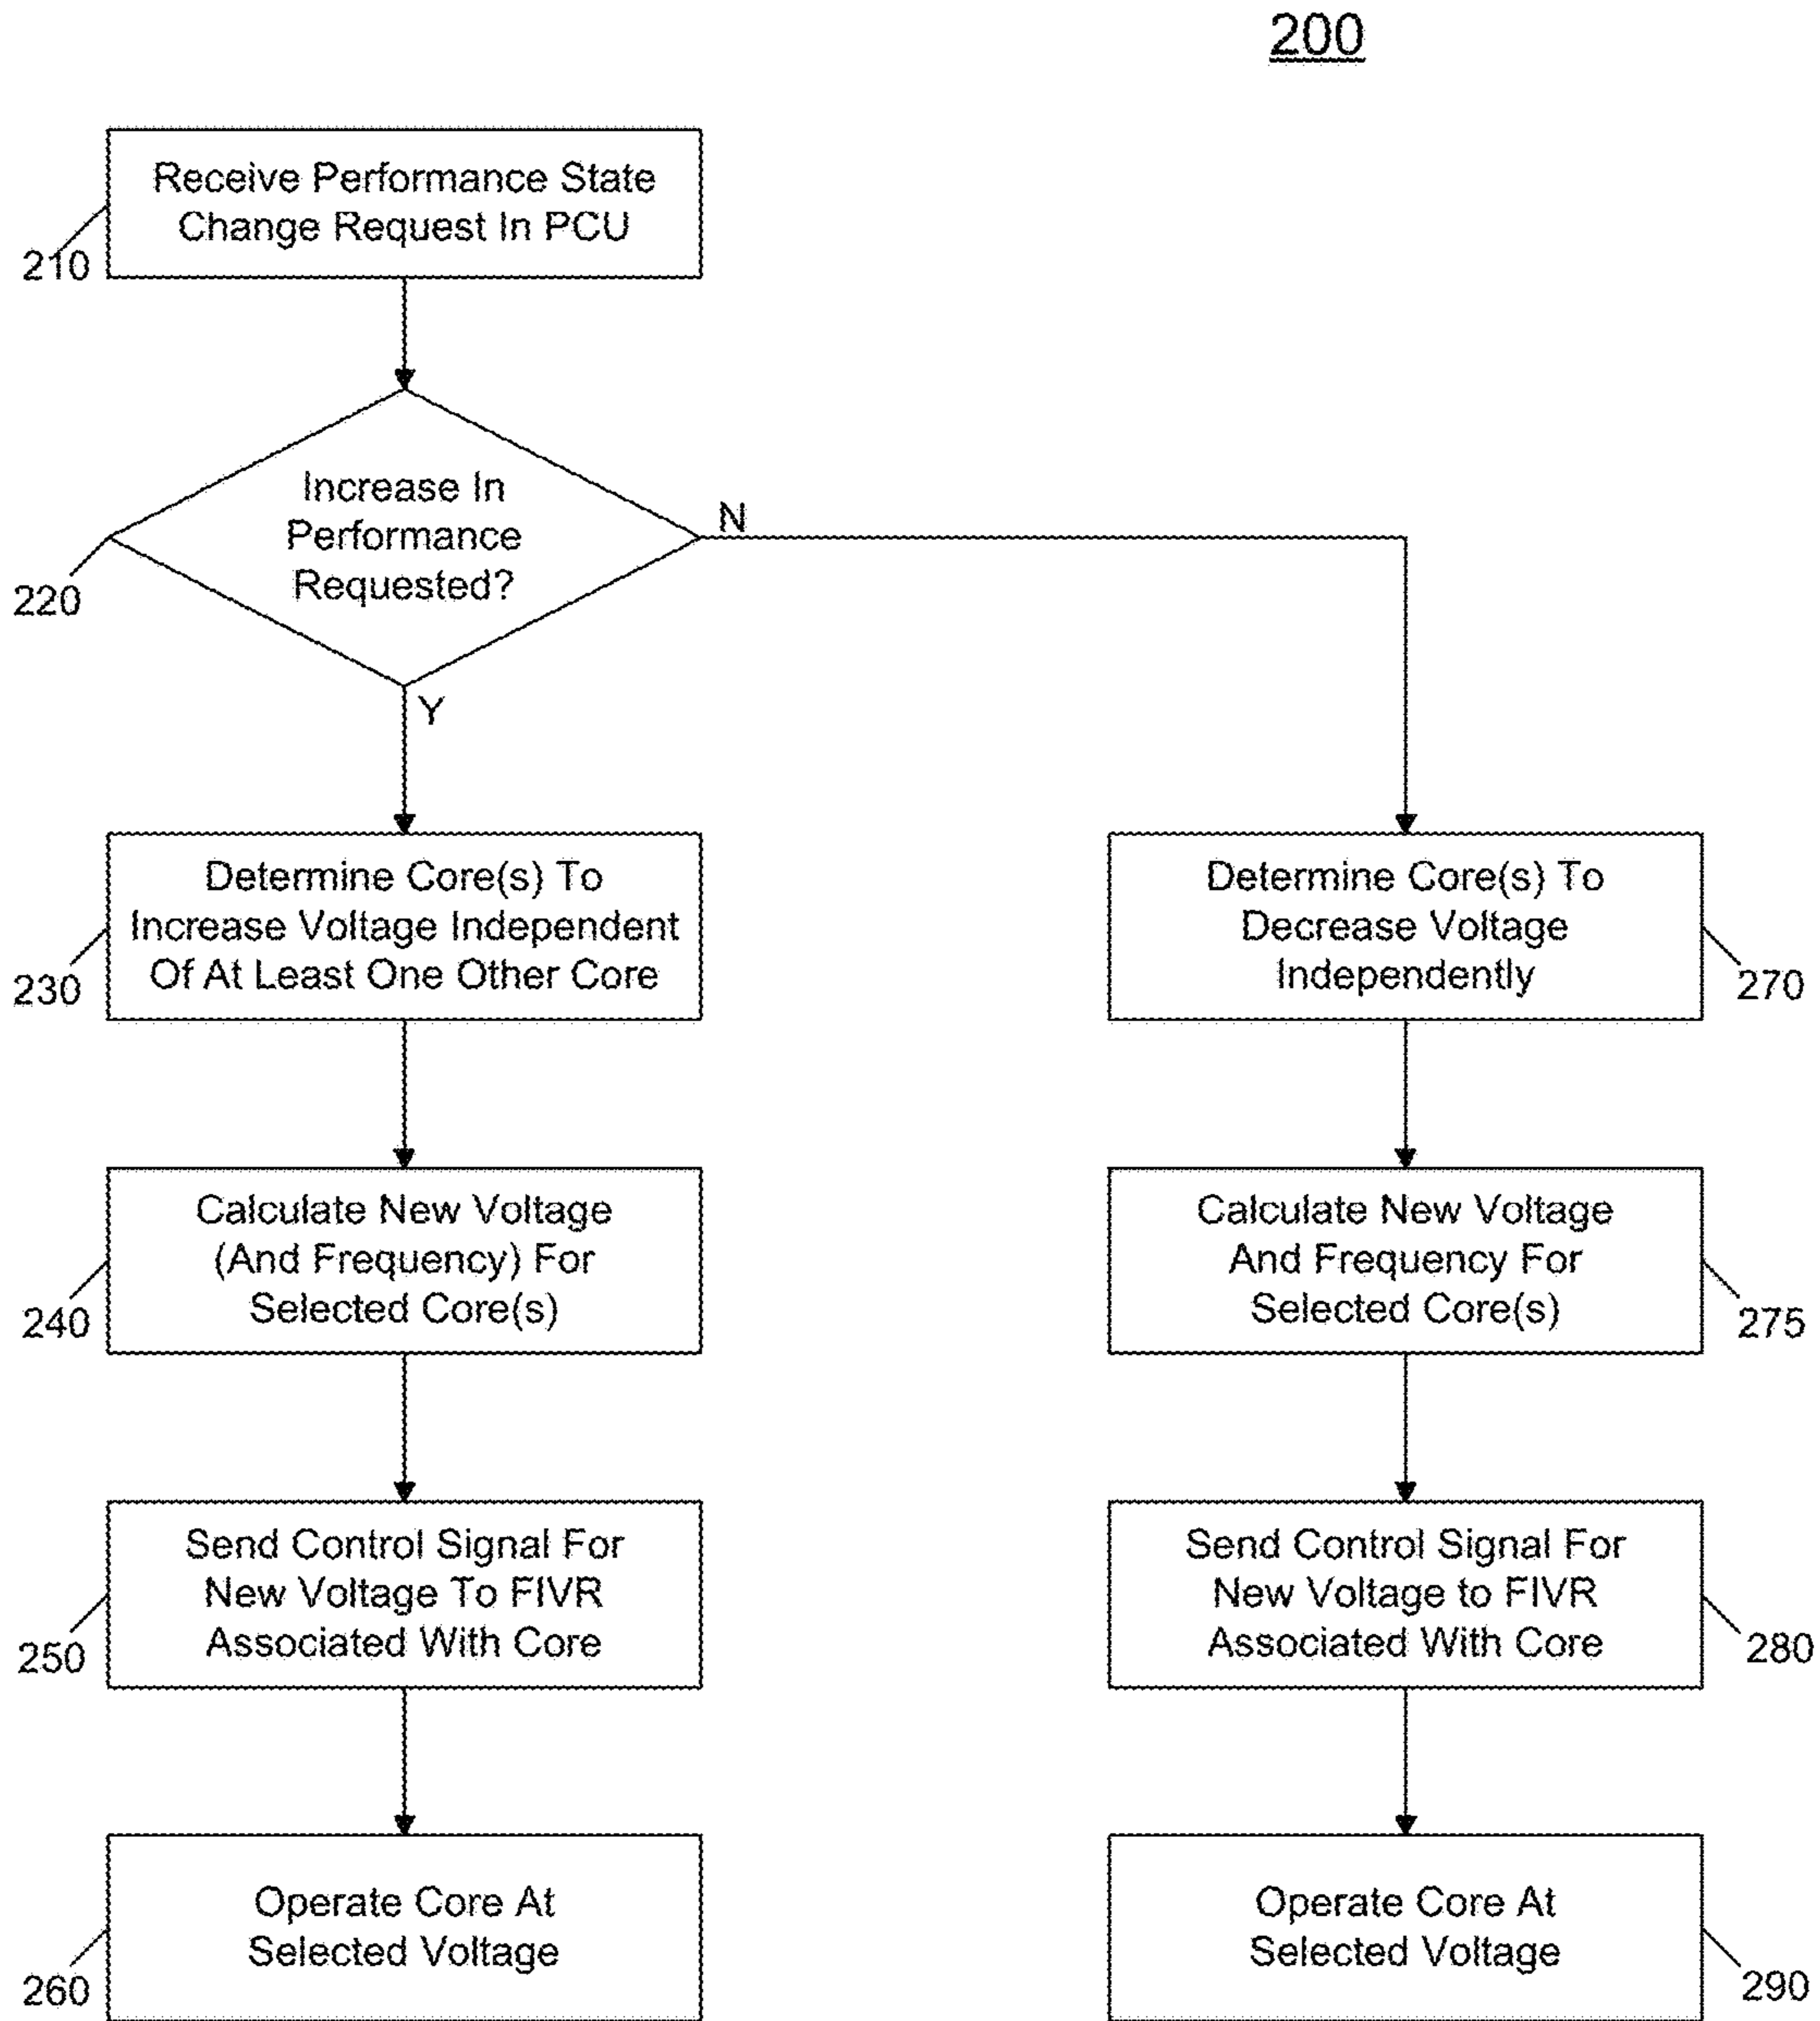 200
Receive Performance State
Change Request In PCU
210
Increase In
Performance
Requested?
220
N
Y
Determine Core(s) To
Increase Voltage Independent
Of At Least One Other Core
230
Determine Core(s) To
Decrease Voltage
Independently
270
Calculate New Voltage
(And Frequency) For
Selected Core(s)
240
Calculate New Voltage
And Frequency For
Selected Core(s)
275
Send Control Signal For
New Voltage To FIVR
Associated With Core
250
Send Control Signal For
New Voltage to FIVR
Associated With Core
280
Operate Core At
Selected Voltage
260
Operate Core At
Selected Voltage
290